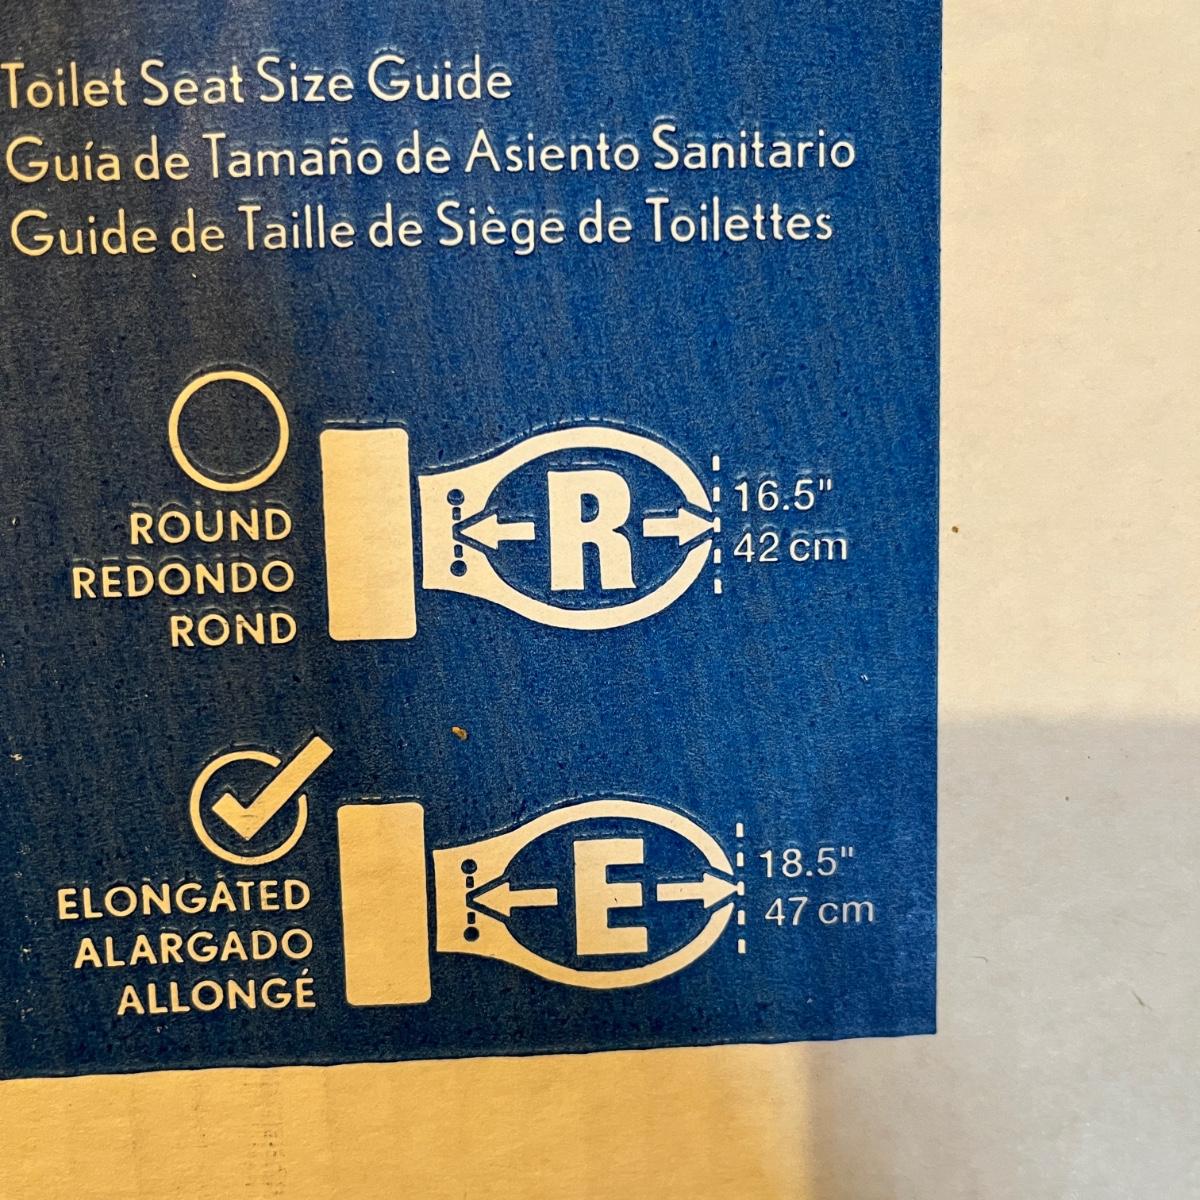 Toilet Seat Size Guide
Guía de Tamaño de Asiento Sanitario
Guide de Taille de Siège de Toilettes
ROUND
REDONDO
ROND
R
16.5"
42 cm
ELONGATED
ALARGADO
ALLONGÉ
E
18.5"
47 cm